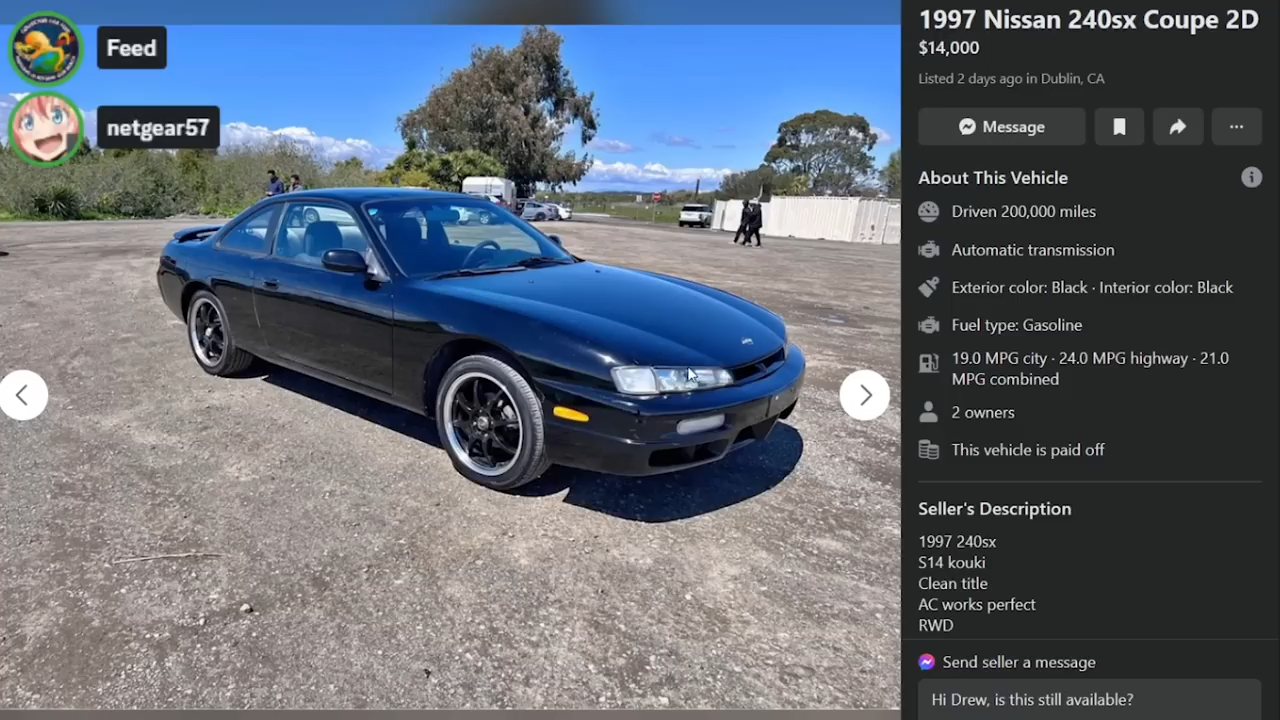 Feed
netgear57
1997 Nissan 240sx Coupe 2D
$14,000
Listed 2 days ago in Dublin, CA
Message
About This Vehicle
Driven 200,000 miles
Automatic transmission
Exterior color: Black · Interior color: Black
Fuel type: Gasoline
19.0 MPG city · 24.0 MPG highway · 21.0
MPG combined
2 owners
This vehicle is paid off
Seller's Description
1997 240sx
S14 kouki
Clean title
AC works perfect
RWD
Send seller a message
Hi Drew, is this still available?